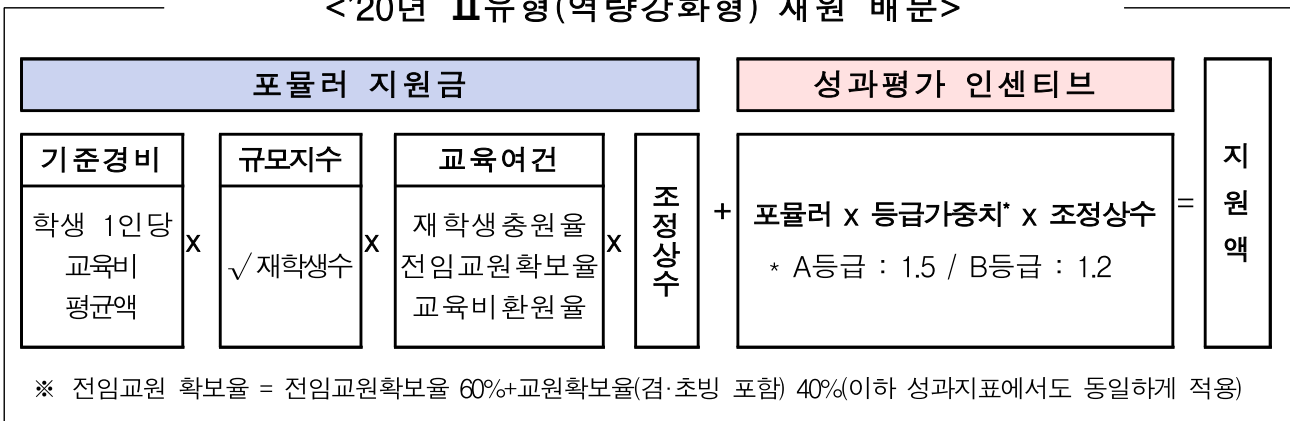 <'20년 Ⅱ유형(역량강화형) 재원 배분>
포뮬러 지원금
성과평가 인센티브
기준경비
학생 1인당
교육비
평균액
x
규모지수
√재학생수
x
교육여건
재학생충원율
전임교원확보율
교육비환원율
x
조정상수
+
포뮬러 x 등급가중치* x 조정상수
* A등급 : 1.5 / B등급 : 1.2
=
지원액
※ 전임교원 확보율 = 전임교원확보율 60%+교원확보율(겸·초빙 포함) 40%(이하 성과지표에서도 동일하게 적용)